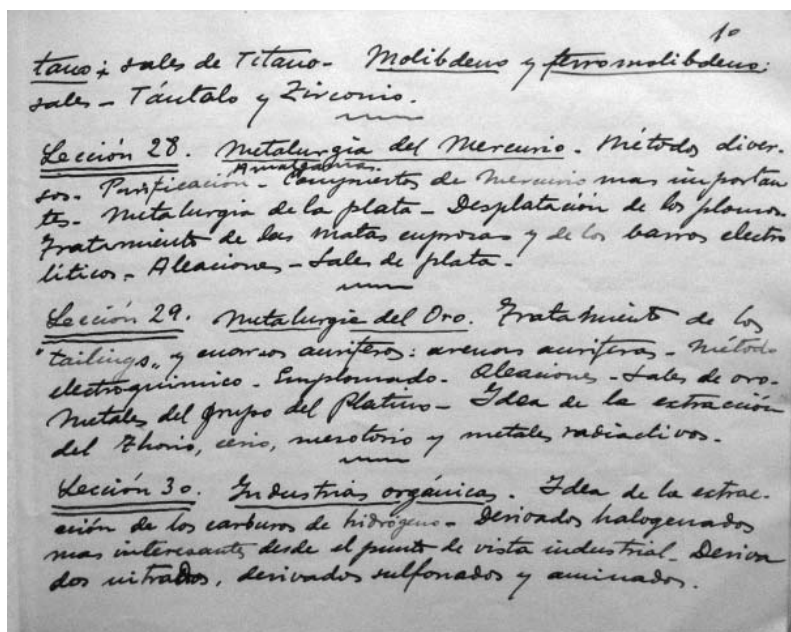 10
tano; sales de Titano- Molibdeno y ferromolibdeno:
sales - Tántalo y Zirconio.
Lección 28. Metalurgia del Mercurio. Métodos diver-
Amalgamas.
sos. Purificación - Compuestos de Mercurio mas importan
tes. Metalurgia de la plata - Desplatación de los plomos.
Tratamiento de las matas cuprosas y de los barros electro
líticos - Aleaciones - Sales de plata -
Lección 29. Metalurgia del Oro. Tratamiento de los
"tailings" y cuarzos auríferos: arenas auríferas - Método
electroquímico - Emplomado - Aleaciones - Sales de oro.
Metales del grupo del Platino - Idea de la extracción
del Thorio, cerio, mesotorio y metales radiactivos.
Lección 30. Industrias orgánicas. Idea de la extrac-
ción de los carburos de hidrógeno - Derivados halogenados
mas interesantes desde el punto de vista industrial - Deriva
dos nitrados, derivados sulfonados y aminados.